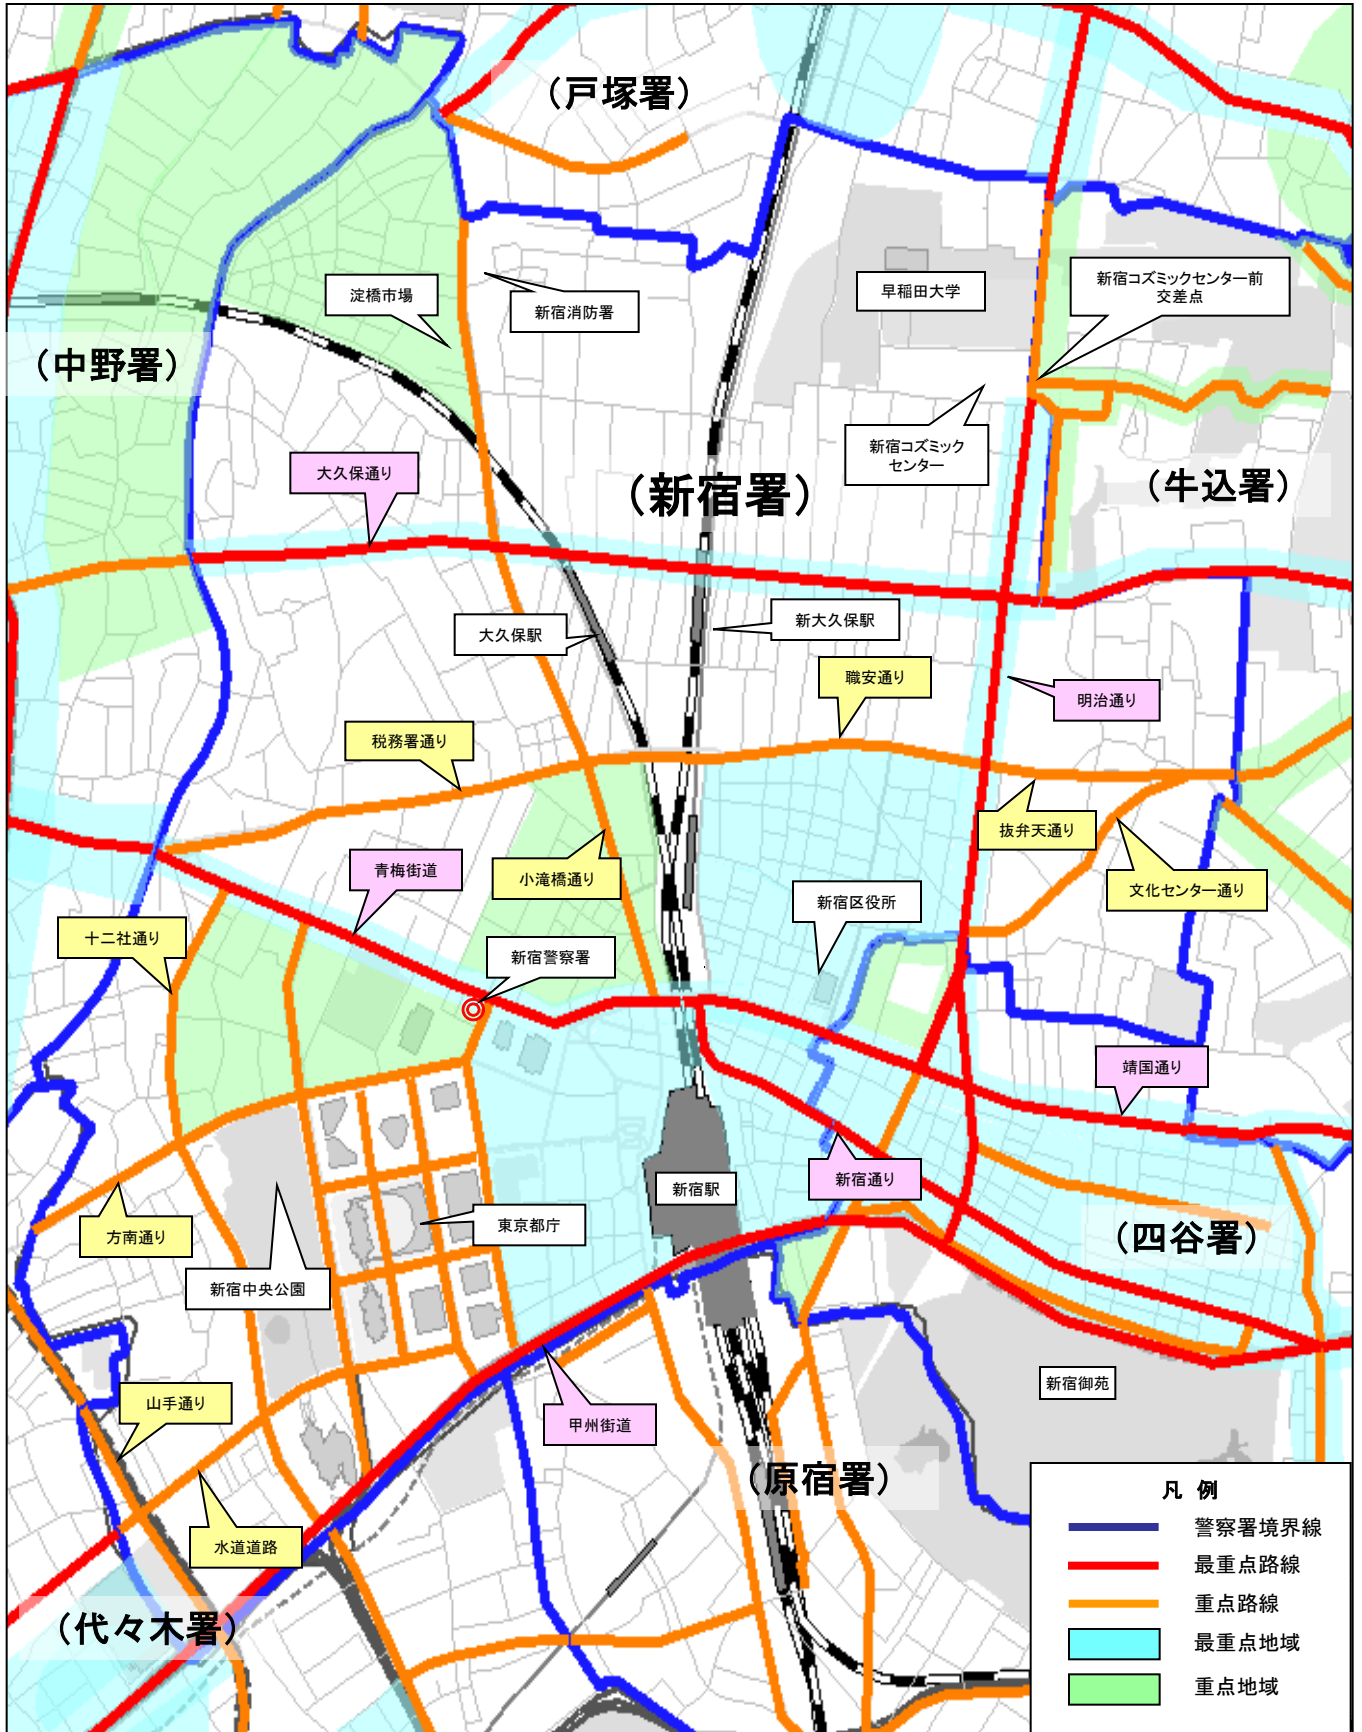 （戸塚署）
新宿コズミックセンター前
交差点
淀橋市場
新宿消防署
早稲田大学
（中野署）
新宿コズミック
センター
大久保通り
（新宿署）
（牛込署）
大久保駅
新大久保駅
職安通り
明治通り
税務署通り
抜弁天通り
青梅街道
小滝橋通り
新宿区役所
文化センター通り
十二社通り
新宿警察署
靖国通り
新宿通り
新宿駅
東京都庁
方南通り
（四谷署）
新宿中央公園
新宿御苑
山手通り
甲州街道
（原宿署）
水道道路
（代々木署）
凡 例
警察署境界線
最重点路線
重点路線
最重点地域
重点地域